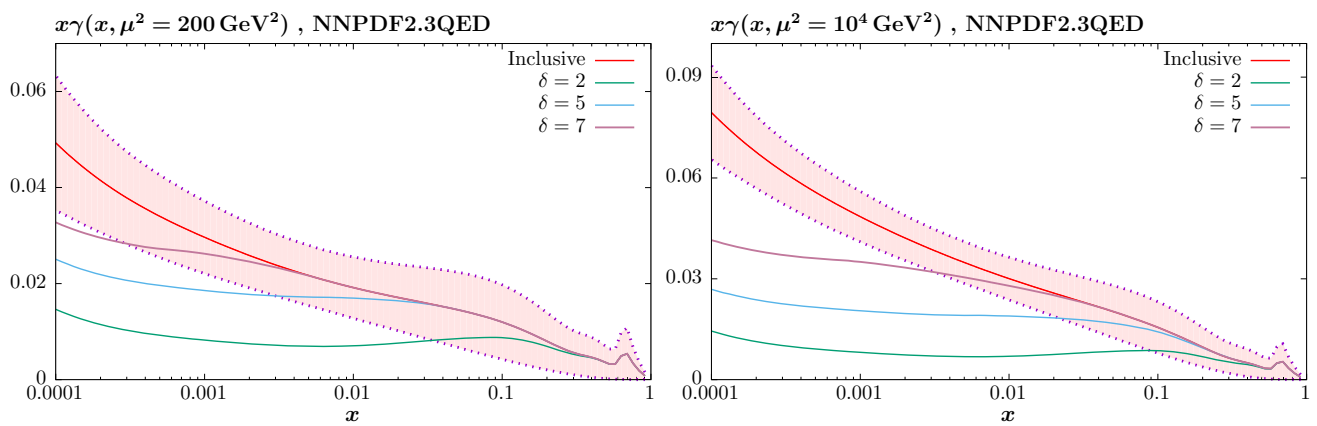 xγ(x, μ² = 200 GeV²) , NNPDF2.3QED
Inclusive
δ = 2
δ = 5
δ = 7
0.06
0.04
0.02
0
0.0001
0.001
0.01
0.1
1
x
xγ(x, μ² = 10⁴ GeV²) , NNPDF2.3QED
Inclusive
δ = 2
δ = 5
δ = 7
0.09
0.06
0.03
0
0.0001
0.001
0.01
0.1
1
x